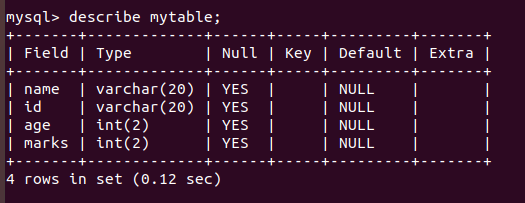 mysql> describe mytable;
+-------+-------------+------+-----+---------+-------+
| Field | Type        | Null | Key | Default | Extra |
+-------+-------------+------+-----+---------+-------+
| name  | varchar(20) | YES  |     | NULL    |       |
| id    | varchar(20) | YES  |     | NULL    |       |
| age   | int(2)      | YES  |     | NULL    |       |
| marks | int(2)      | YES  |     | NULL    |       |
+-------+-------------+------+-----+---------+-------+
4 rows in set (0.12 sec)